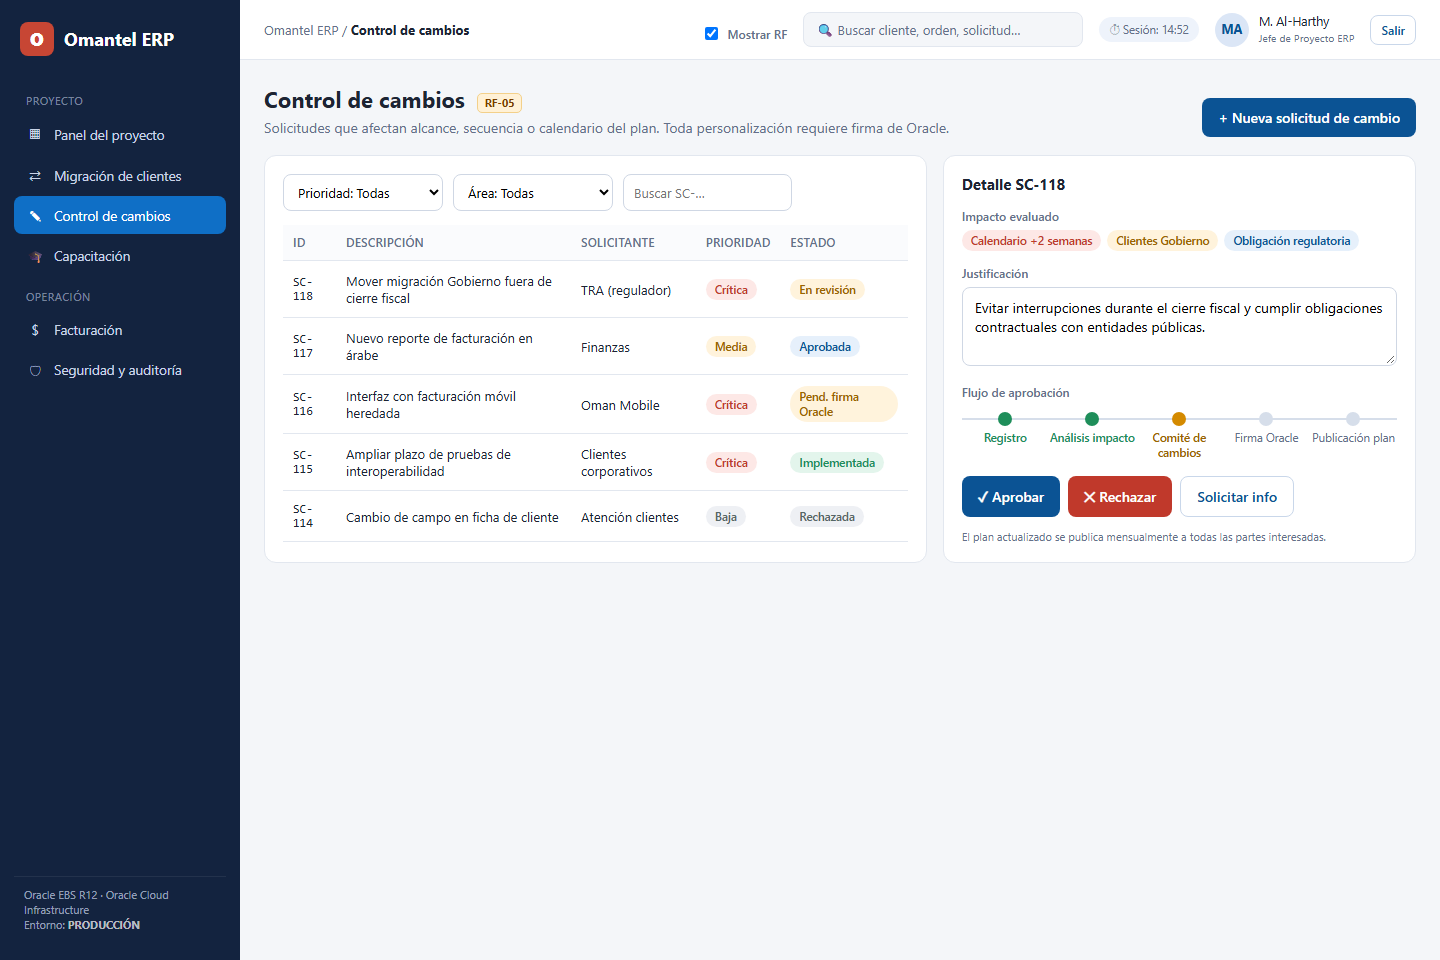 O Omantel ERP
PROYECTO
Panel del proyecto
Migración de clientes
Control de cambios
Capacitación
OPERACIÓN
$ Facturación
Seguridad y auditoría
Oracle EBS R12 · Oracle Cloud
Infrastructure
Entorno: PRODUCCIÓN
Omantel ERP / Control de cambios
Mostrar RF
Buscar cliente, orden, solicitud...
Sesión: 14:52
MA
M. Al-Harthy
Jefe de Proyecto ERP
Salir
Control de cambios RF-05
Solicitudes que afectan alcance, secuencia o calendario del plan. Toda personalización requiere firma de Oracle.
+ Nueva solicitud de cambio
Prioridad: Todas
Área: Todas
Buscar SC-...
ID DESCRIPCIÓN SOLICITANTE PRIORIDAD ESTADO
SC-
118
Mover migración Gobierno fuera de
cierre fiscal
TRA (regulador)
Crítica
En revisión
SC-
117
Nuevo reporte de facturación en
árabe
Finanzas
Media
Aprobada
SC-
116
Interfaz con facturación móvil
heredada
Oman Mobile
Crítica
Pend. firma
Oracle
SC-
115
Ampliar plazo de pruebas de
interoperabilidad
Clientes
corporativos
Crítica
Implementada
SC-
114
Cambio de campo en ficha de cliente
Atención clientes
Baja
Rechazada
Detalle SC-118
Impacto evaluado
Calendario +2 semanas
Clientes Gobierno
Obligación regulatoria
Justificación
Evitar interrupciones durante el cierre fiscal y cumplir obligaciones
contractuales con entidades públicas.
Flujo de aprobación
Registro
Análisis impacto
Comité de
cambios
Firma Oracle
Publicación plan
✓ Aprobar
✕ Rechazar
Solicitar info
El plan actualizado se publica mensualmente a todas las partes interesadas.